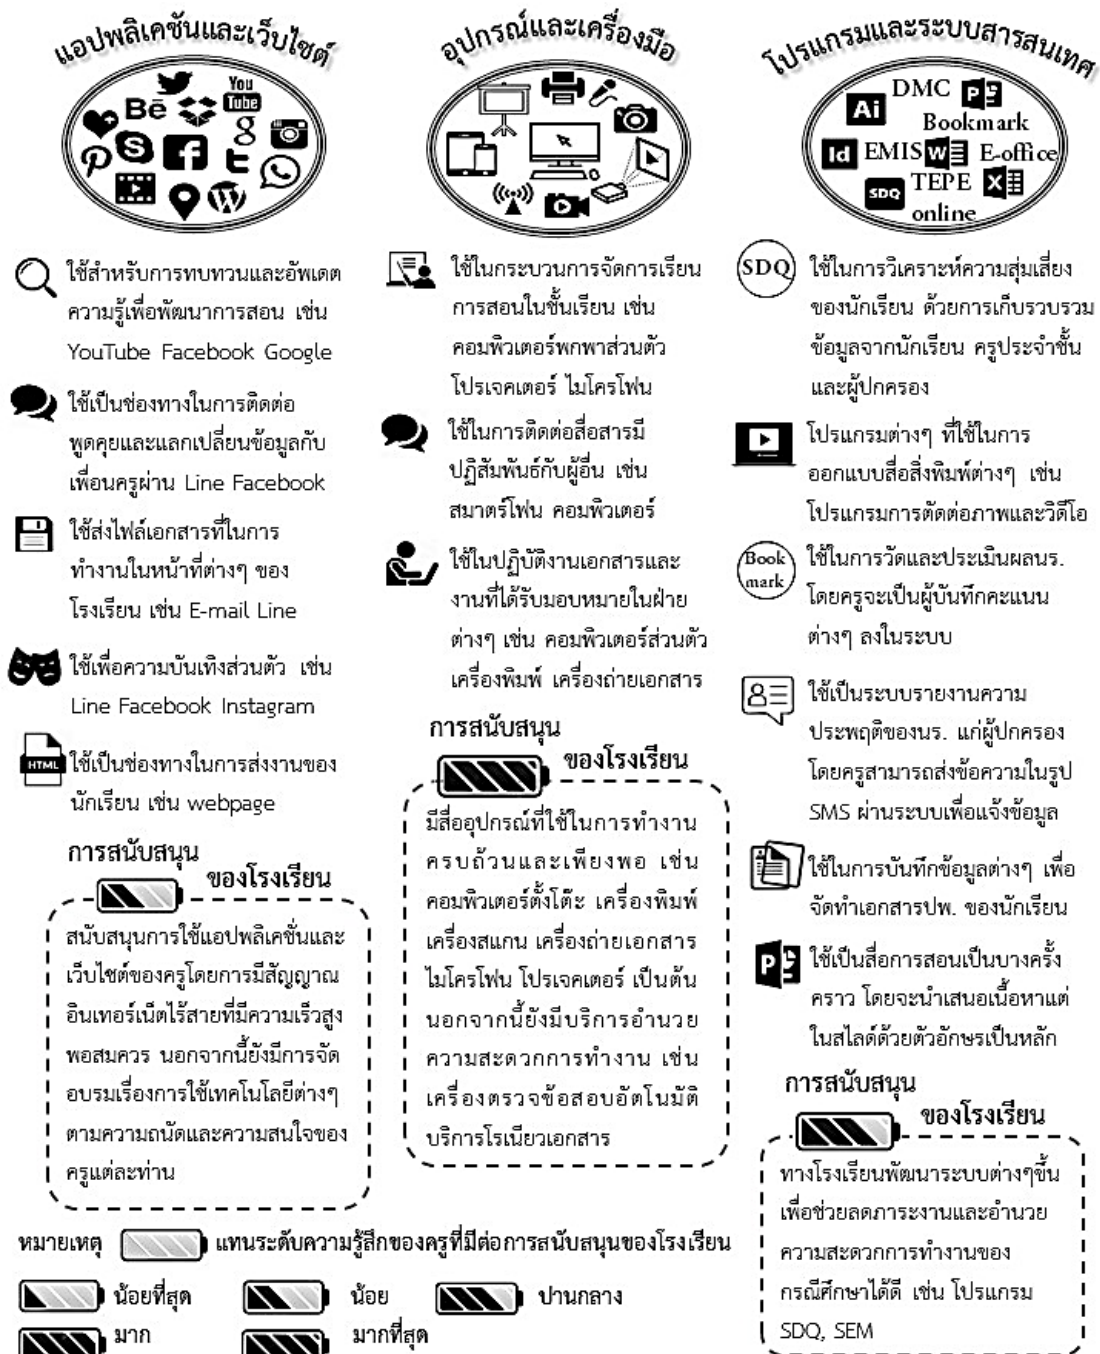 แอปพลิเคชันและเว็บไซต์
You
Tube
Bē
g
ใช้สำหรับการทบทวนและอัพเดต
ความรู้เพื่อพัฒนาการสอน เช่น
YouTube Facebook Google
ใช้เป็นช่องทางในการติดต่อ
พูดคุยและแลกเปลี่ยนข้อมูลกับ
เพื่อนครูผ่าน Line Facebook
ใช้ส่งไฟล์เอกสารที่ในการ
ทำงานในหน้าที่ต่างๆ ของ
โรงเรียน เช่น E-mail Line
ใช้เพื่อความบันเทิงส่วนตัว เช่น
Line Facebook Instagram
HTML
ใช้เป็นช่องทางในการส่งงานของ
นักเรียน เช่น webpage
การสนับสนุน
ของโรงเรียน
สนับสนุนการใช้แอปพลิเคชั่นและ
เว็บไซต์ของครูโดยการมีสัญญาณ
อินเทอร์เน็ตไร้สายที่มีความเร็วสูง
พอสมควร นอกจากนี้ยังมีการจัด
อบรมเรื่องการใช้เทคโนโลยีต่างๆ
ตามความถนัดและความสนใจของ
ครูแต่ละท่าน
อุปกรณ์และเครื่องมือ
ใช้ในกระบวนการจัดการเรียน
การสอนในชั้นเรียน เช่น
คอมพิวเตอร์พกพาส่วนตัว
โปรเจคเตอร์ ไมโครโฟน
ใช้ในการติดต่อสื่อสารมี
ปฏิสัมพันธ์กับผู้อื่น เช่น
สมาตร์โฟน คอมพิวเตอร์
ใช้ในปฏิบัติงานเอกสารและ
งานที่ได้รับมอบหมายในฝ่าย
ต่างๆ เช่น คอมพิวเตอร์ส่วนตัว
เครื่องพิมพ์ เครื่องถ่ายเอกสาร
การสนับสนุน
ของโรงเรียน
มีสื่ออุปกรณ์ที่ใช้ในการทำงาน
ครบถ้วนและเพียงพอ เช่น
คอมพิวเตอร์ตั้งโต๊ะ เครื่องพิมพ์
เครื่องสแกน เครื่องถ่ายเอกสาร
ไมโครโฟน โปรเจคเตอร์ เป็นต้น
นอกจากนี้ยังมีบริการอำนวย
ความสะดวกการทำงาน เช่น
เครื่องตรวจข้อสอบอัตโนมัติ
บริการโรเนียวเอกสาร
โปรแกรมและระบบสารสนเทศ
DMC
Ai
Bookmark
Id EMIS W E-office
SDQ TEPE X
online
SDQ
ใช้ในการวิเคราะห์ความสุ่มเสี่ยง
ของนักเรียน ด้วยการเก็บรวบรวม
ข้อมูลจากนักเรียน ครูประจำชั้น
และผู้ปกครอง
โปรแกรมต่างๆ ที่ใช้ในการ
ออกแบบสื่อสิ่งพิมพ์ต่างๆ เช่น
โปรแกรมการตัดต่อภาพและวิดีโอ
Book
mark
ใช้ในการวัดและประเมินผลนร.
โดยครูจะเป็นผู้บันทึกคะแนน
ต่างๆ ลงในระบบ
ใช้เป็นระบบรายงานความ
ประพฤติของนร. แก่ผู้ปกครอง
โดยครูสามารถส่งข้อความในรูป
SMS ผ่านระบบเพื่อแจ้งข้อมูล
ใช้ในการบันทึกข้อมูลต่างๆ เพื่อ
จัดทำเอกสารปพ. ของนักเรียน
P
ใช้เป็นสื่อการสอนเป็นบางครั้ง
คราว โดยจะนำเสนอเนื้อหาแต่
ในสไลด์ด้วยตัวอักษรเป็นหลัก
การสนับสนุน
ของโรงเรียน
ทางโรงเรียนพัฒนาระบบต่างๆขึ้น
เพื่อช่วยลดภาระงานและอำนวย
ความสะดวกการทำงานของ
กรณีศึกษาได้ดี เช่น โปรแกรม
SDQ, SEM
หมายเหตุ แทนระดับความรู้สึกของครูที่มีต่อการสนับสนุนของโรงเรียน
น้อยที่สุด น้อย ปานกลาง
มาก มากที่สุด